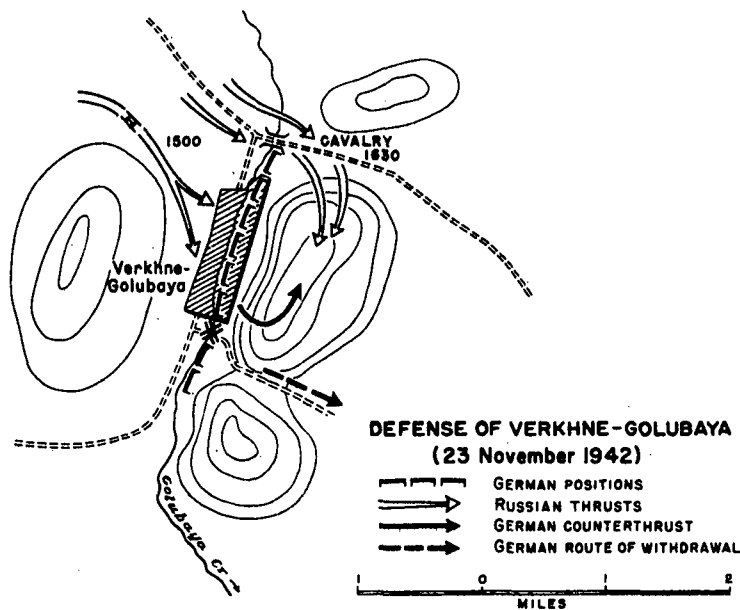 1500
CAVALRY
1630
Verkhne-
Golubaya
Golubaya Cr
DEFENSE OF VERKHNE-GOLUBAYA
(23 November 1942)
GERMAN POSITIONS
RUSSIAN THRUSTS
GERMAN COUNTERTHRUST
GERMAN ROUTE OF WITHDRAWAL
1 0 1 2
MILES